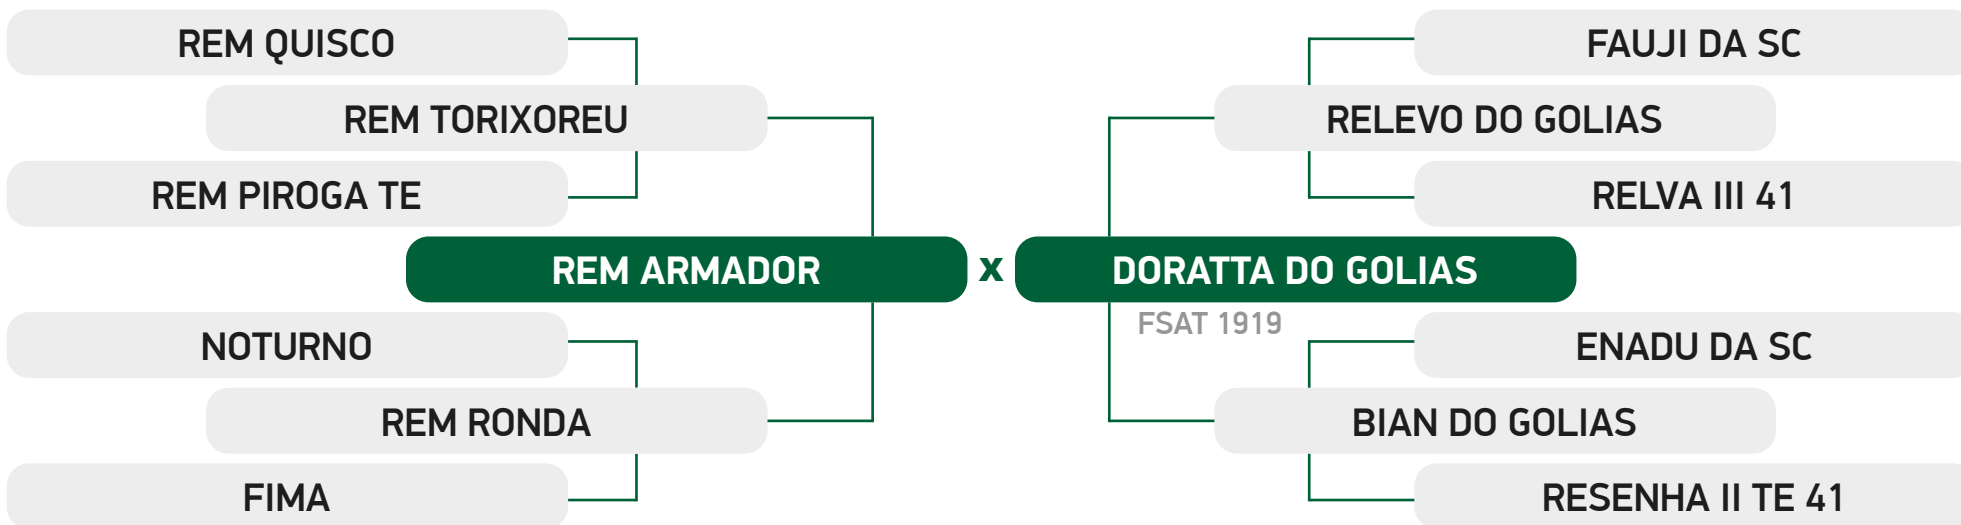 REM QUISCO
FAUJI DA SC
REM TORIXOREU
RELEVO DO GOLIAS
REM PIROGA TE
RELVA III 41
REM ARMADOR x DORATTA DO GOLIAS
FSAT 1919
NOTURNO
ENADU DA SC
REM RONDA
BIAN DO GOLIAS
FIMA
RESENHA II TE 41